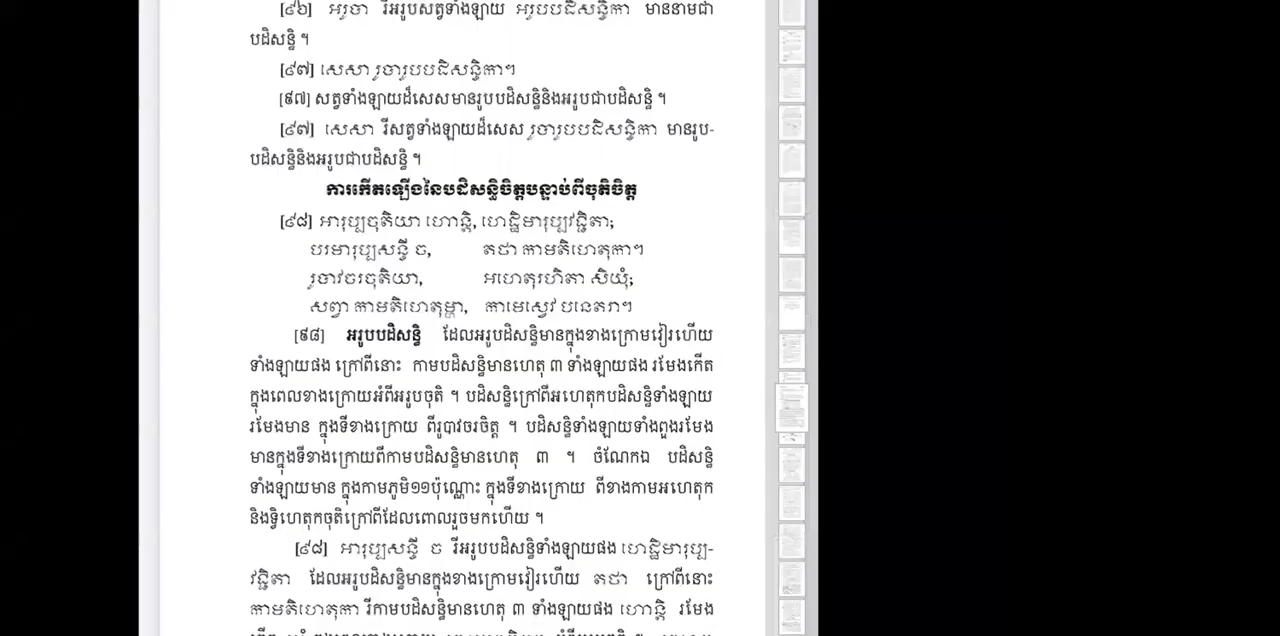 [៤៦] អរូបា រីអរូបសត្វទាំងឡាយ អរូបបដិសន្ធិកា មាននាមជា
បដិសន្ធិ ។
[៤៧] សេសា រូបារូបបដិសន្ធិកា។
[៩៧] សត្វទាំងឡាយដ៏សេសមានរូបបដិសន្ធិនិងអរូបជាបដិសន្ធិ ។
[៤៧] សេសា រីសត្វទាំងឡាយដ៏សេស រូបារូបបដិសន្ធិកា មានរូប-
បដិសន្ធិនិងអរូបជាបដិសន្ធិ ។
ការកើតឡើងនៃបដិសន្ធិចិត្តបន្ទាប់ពីចុតិចិត្ត
[៤៨] អារុប្បចុតិយា ហោន្តិ, ហេដ្ឋិមារុប្បវជ្ជិតា;
បរមារុប្បសន្ធី ច, តថា កាមតិហេតុកា។
រូបាវចរចុតិយា, អហេតុរហិតា សិយុំ;
សព្វា កាមតិហេតុម្ហា, កាមេស្វេវ បនេតរា។
[៩៨] អរូបបដិសន្ធិ ដែលអរូបដិសន្ធិមានក្នុងខាងក្រោមវៀរហើយ
ទាំងឡាយផង ក្រៅពីនោះ កាមបដិសន្ធិមានហេតុ ៣ ទាំងឡាយផង រមែងកើត
ក្នុងពេលខាងក្រោយអំពីអរូបចុតិ ។ បដិសន្ធិក្រៅពីអហេតុកបដិសន្ធិទាំងឡាយ
រមែងមាន ក្នុងទីខាងក្រោយ ពីរូបាវចរចិត្ត ។ បដិសន្ធិទាំងឡាយទាំងពួងរមែង
មានក្នុងទីខាងក្រោយពីកាមបដិសន្ធិមានហេតុ ៣ ។ ចំណែកឯ បដិសន្ធិ
ទាំងឡាយមាន ក្នុងកាមភូមិ១១ប៉ុណ្ណោះ ក្នុងទីខាងក្រោយ ពីខាងកាមអហេតុក
និងទ្វិហេតុកចុតិក្រៅពីដែលពោលរួចមកហើយ ។
[៤៨] អារុប្បសន្ធី ច រីអរូបបដិសន្ធិទាំងឡាយផង ហេដ្ឋិមារុប្ប-
វជ្ជិតា ដែលអរូបដិសន្ធិមានក្នុងខាងក្រោមវៀរហើយ តថា ក្រៅពីនោះ
កាមតិហេតុកា រីកាមបដិសន្ធិមានហេតុ ៣ ទាំងឡាយផង ហោន្តិ រមែង